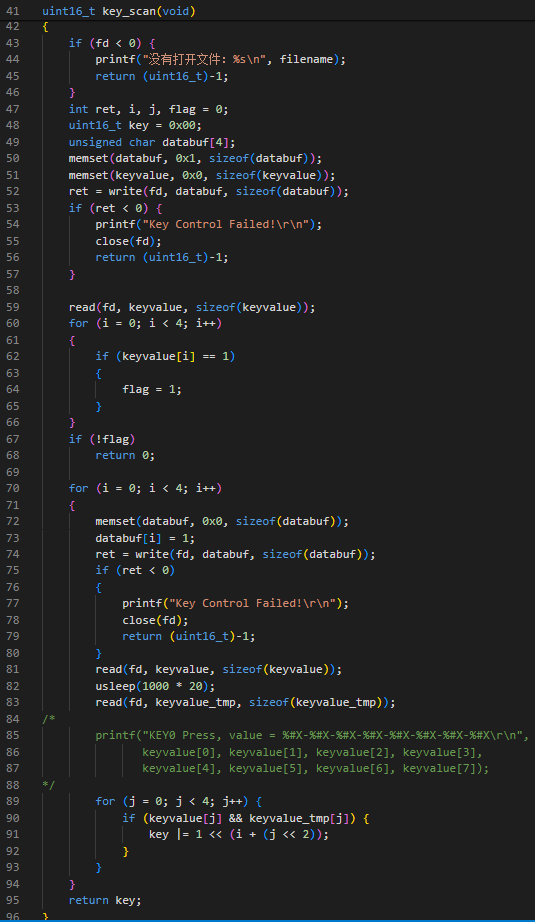 41 uint16_t key_scan(void)
42 {
43     if (fd < 0) {
44         printf("没有打开文件: %s\n", filename);
45         return (uint16_t)-1;
46     }
47     int ret, i, j, flag = 0;
48     uint16_t key = 0x00;
49     unsigned char databuf[4];
50     memset(databuf, 0x1, sizeof(databuf));
51     memset(keyvalue, 0x0, sizeof(keyvalue));
52     ret = write(fd, databuf, sizeof(databuf));
53     if (ret < 0) {
54         printf("Key Control Failed!\r\n");
55         close(fd);
56         return (uint16_t)-1;
57     }
58
59     read(fd, keyvalue, sizeof(keyvalue));
60     for (i = 0; i < 4; i++)
61     {
62         if (keyvalue[i] == 1)
63         {
64             flag = 1;
65         }
66     }
67     if (!flag)
68         return 0;
69
70     for (i = 0; i < 4; i++)
71     {
72         memset(databuf, 0x0, sizeof(databuf));
73         databuf[i] = 1;
74         ret = write(fd, databuf, sizeof(databuf));
75         if (ret < 0)
76         {
77             printf("Key Control Failed!\r\n");
78             close(fd);
79             return (uint16_t)-1;
80         }
81         read(fd, keyvalue, sizeof(keyvalue));
82         usleep(1000 * 20);
83         read(fd, keyvalue_tmp, sizeof(keyvalue_tmp));
84 /*
85         printf("KEY0 Press, value = %#X-%#X-%#X-%#X-%#X-%#X-%#X-%#X\r\n",
86                keyvalue[0], keyvalue[1], keyvalue[2], keyvalue[3],
87                keyvalue[4], keyvalue[5], keyvalue[6], keyvalue[7]);
88 */
89         for (j = 0; j < 4; j++) {
90             if (keyvalue[j] && keyvalue_tmp[j]) {
91                 key |= 1 << (i + (j << 2));
92             }
93         }
94     }
95     return key;
96 }